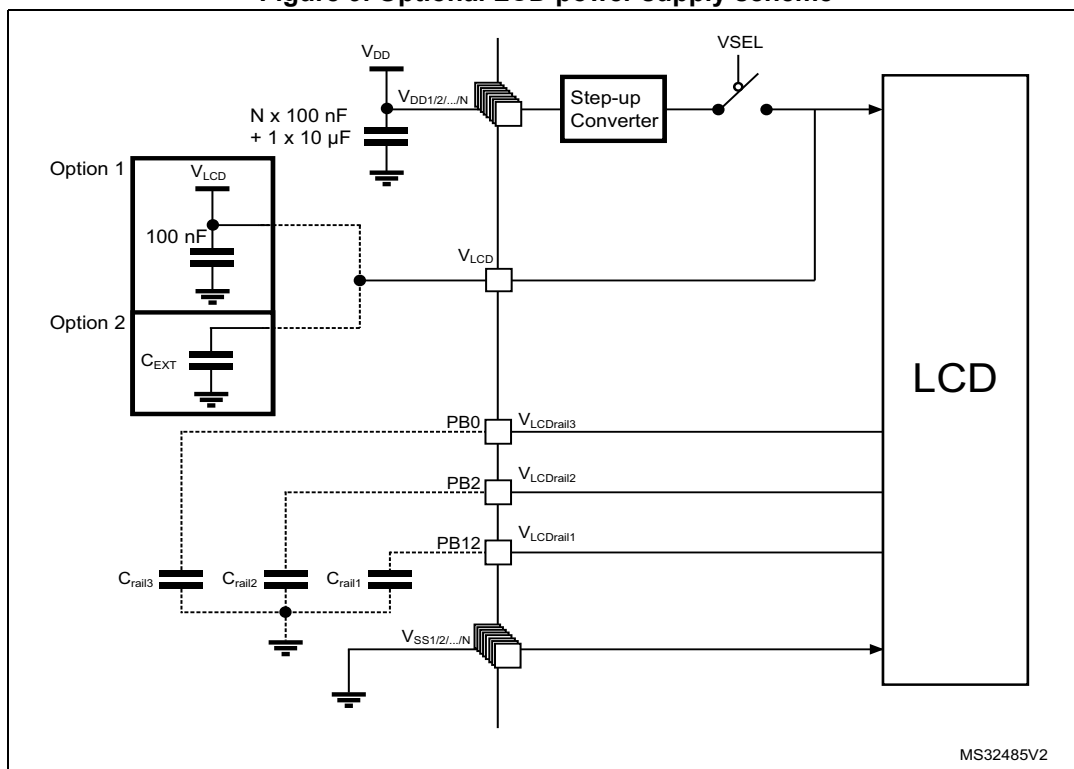 Figure 9. Optional LCD power supply scheme
VSEL
VDD
VDD1/2/.../N
Step-up
Converter
N x 100 nF
+ 1 x 10 µF
Option 1
VLCD
100 nF
VLCD
Option 2
CEXT
LCD
PB0
VLCDrail3
PB2
VLCDrail2
PB12
VLCDrail1
Crail3
Crail2
Crail1
VSS1/2/.../N
MS32485V2